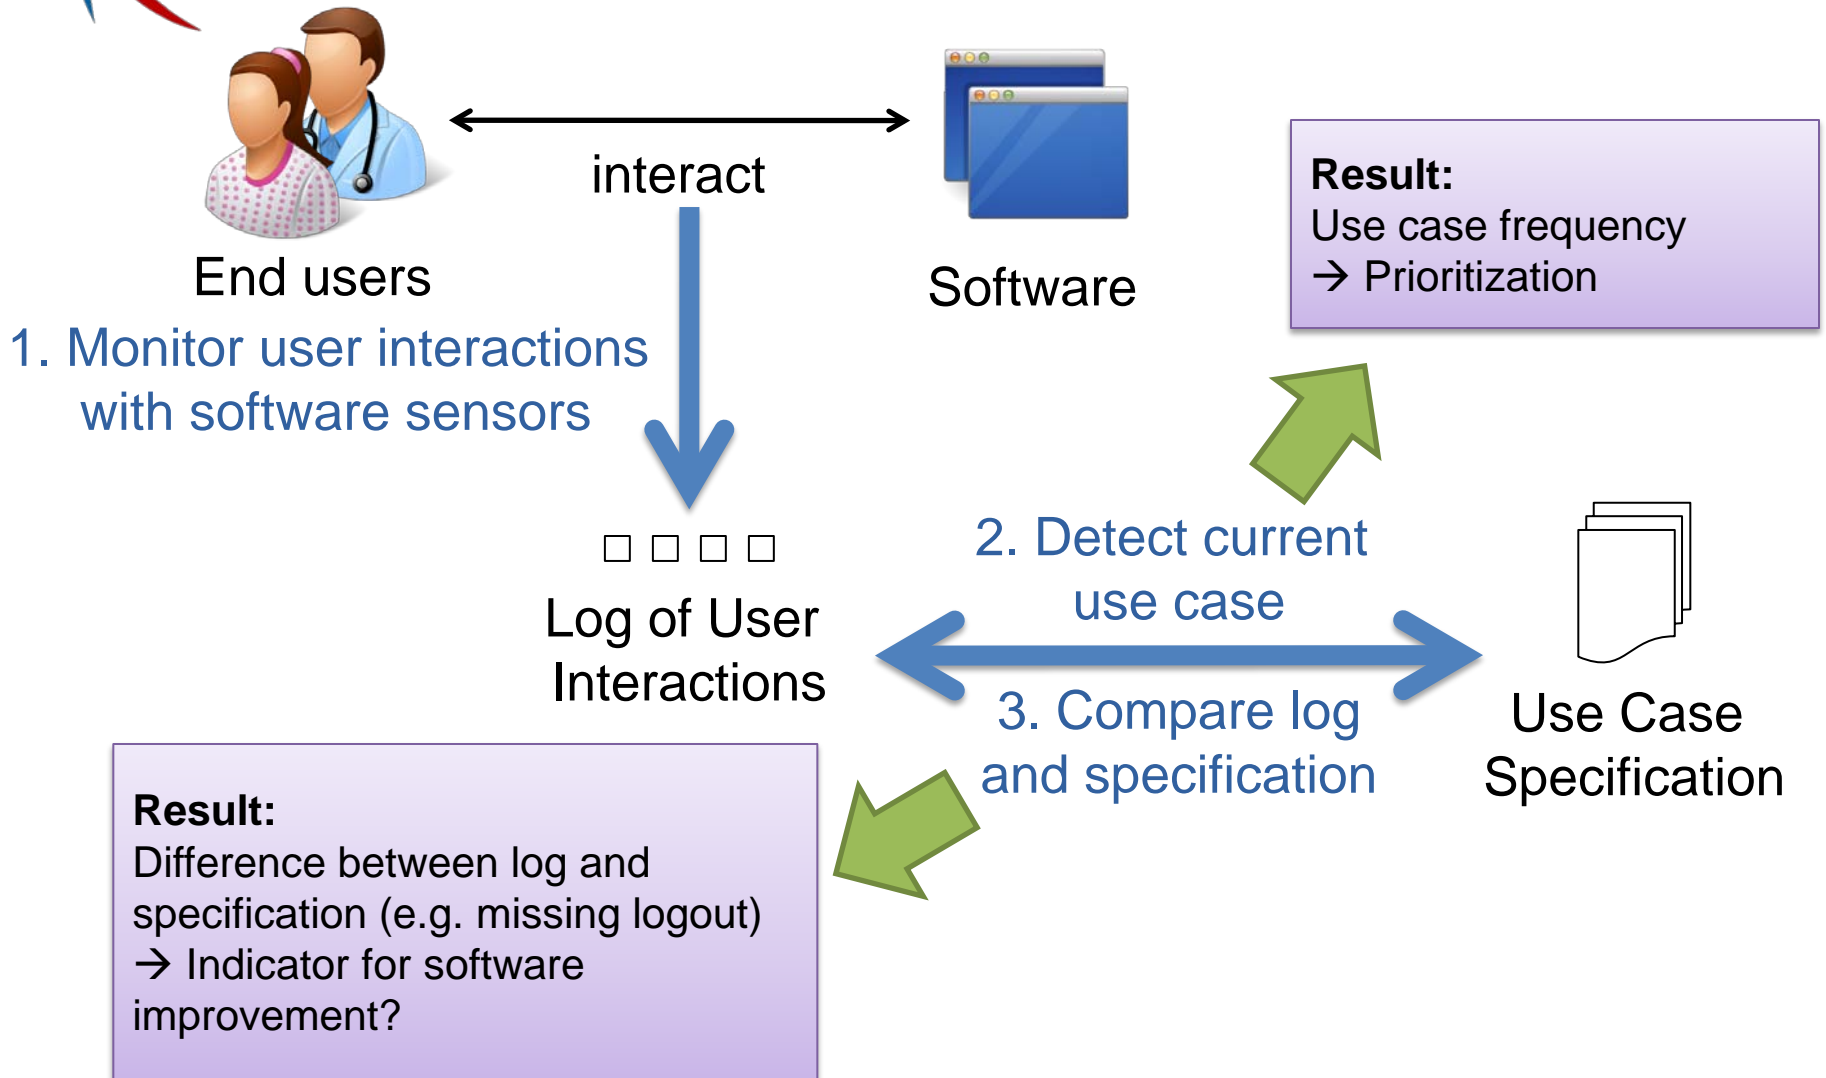 interact
End users
Software
1. Monitor user interactions
with software sensors
Result:
Use case frequency
→ Prioritization
Log of User
Interactions
2. Detect current
use case
3. Compare log
and specification
Use Case
Specification
Result:
Difference between log and
specification (e.g. missing logout)
→ Indicator for software
improvement?